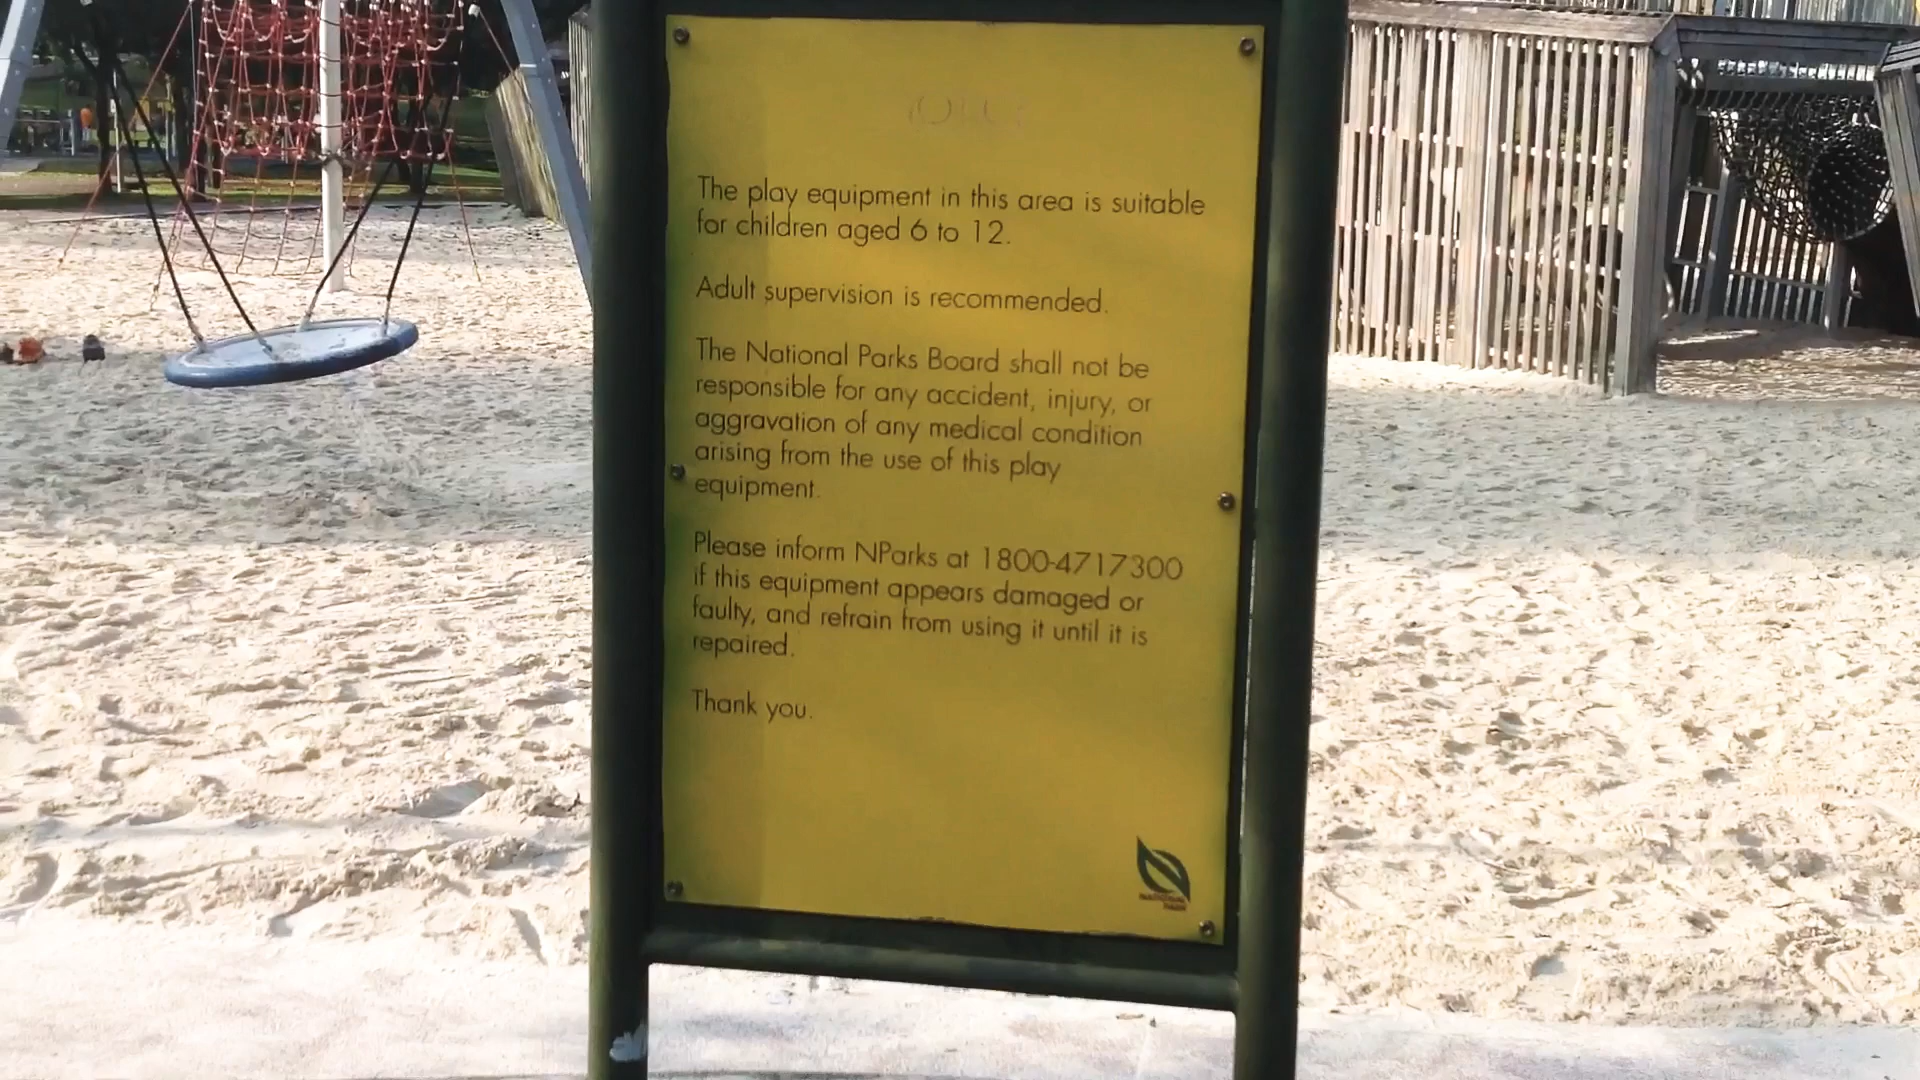 The play equipment in this area is suitable
for children aged 6 to 12.
Adult supervision is recommended.
The National Parks Board shall not be
responsible for any accident, injury, or
aggravation of any medical condition
arising from the use of this play
equipment.
Please inform NParks at 1800-4717300
if this equipment appears damaged or
faulty, and refrain from using it until it is
repaired.
Thank you.